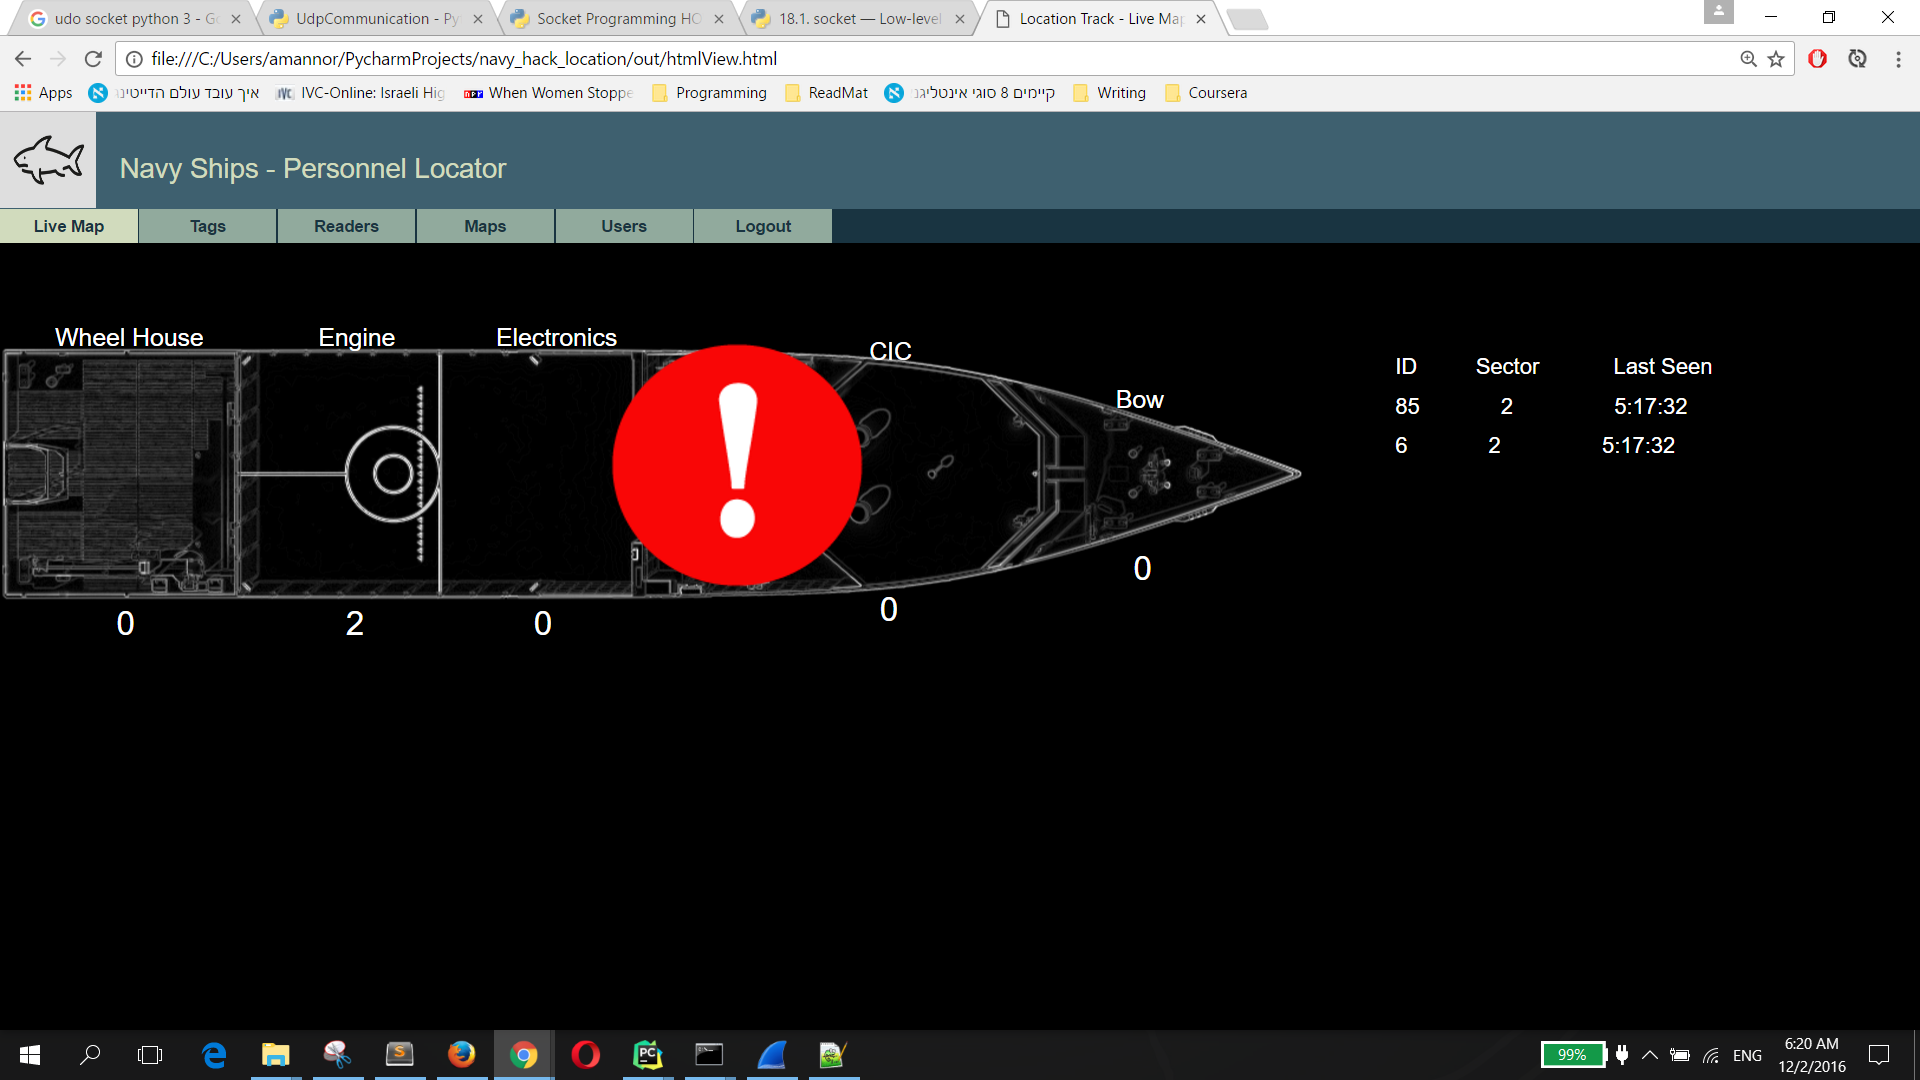 udo socket python 3 - Go
UdpCommunication - Py
Socket Programming HO
18.1. socket — Low-level
Location Track - Live Map
file:///C:/Users/amannor/PycharmProjects/navy_hack_location/out/htmlView.html
Apps
איך עובד עולם הדייטינג
IVC-Online: Israeli Hig
npr
When Women Stoppe
Programming
ReadMat
קיימים 8 סוגי אינטליגנ
Writing
Coursera
Navy Ships - Personnel Locator
Live Map
Tags
Readers
Maps
Users
Logout
Wheel House
Engine
Electronics
CIC
Bow
!
0
2
0
0
0
ID Sector Last Seen
85 2 5:17:32
6 2 5:17:32
99%
ENG
6:20 AM
12/2/2016